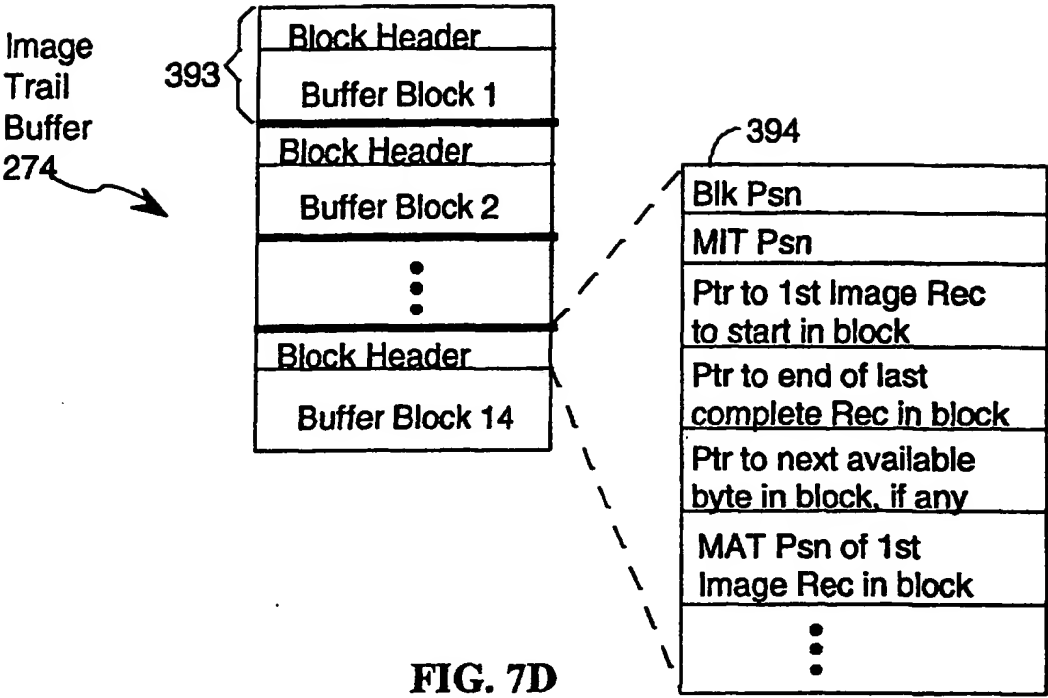 Image
Trail
Buffer
274
393
Block Header
Buffer Block 1
Block Header
Buffer Block 2
Block Header
Buffer Block 14
394
Blk Psn
MIT Psn
Ptr to 1st Image Rec
to start in block
Ptr to end of last
complete Rec in block
Ptr to next available
byte in block, if any
MAT Psn of 1st
Image Rec in block
FIG. 7D